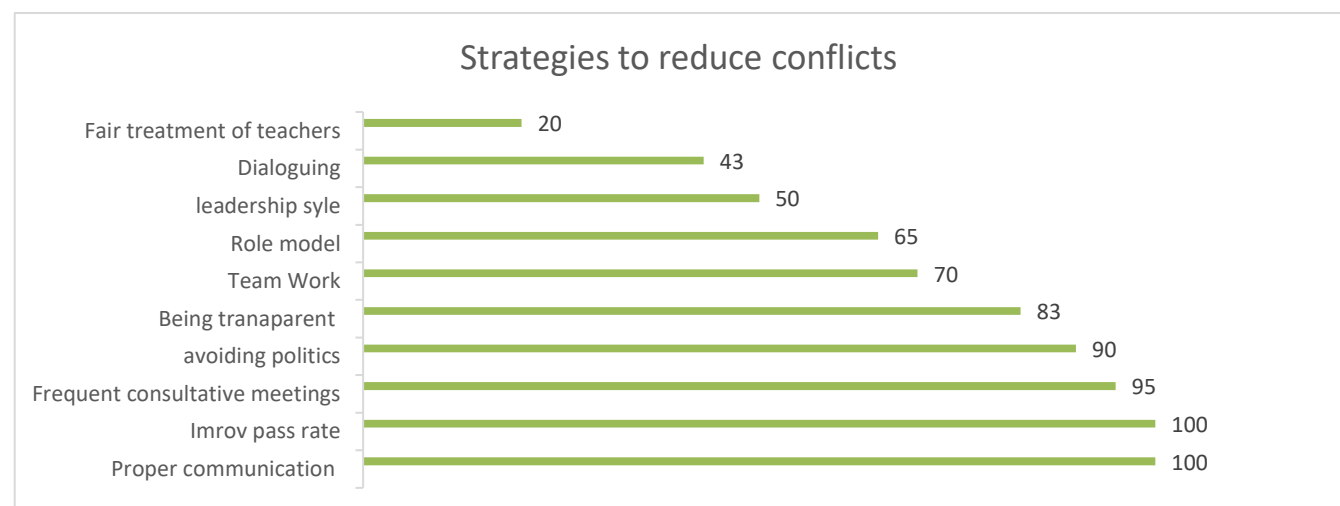 Strategies to reduce conflicts
Fair treatment of teachers 20
Dialoguing 43
leadership syle 50
Role model 65
Team Work 70
Being tranaparent 83
avoiding politics 90
Frequent consultative meetings 95
Imrov pass rate 100
Proper communication 100